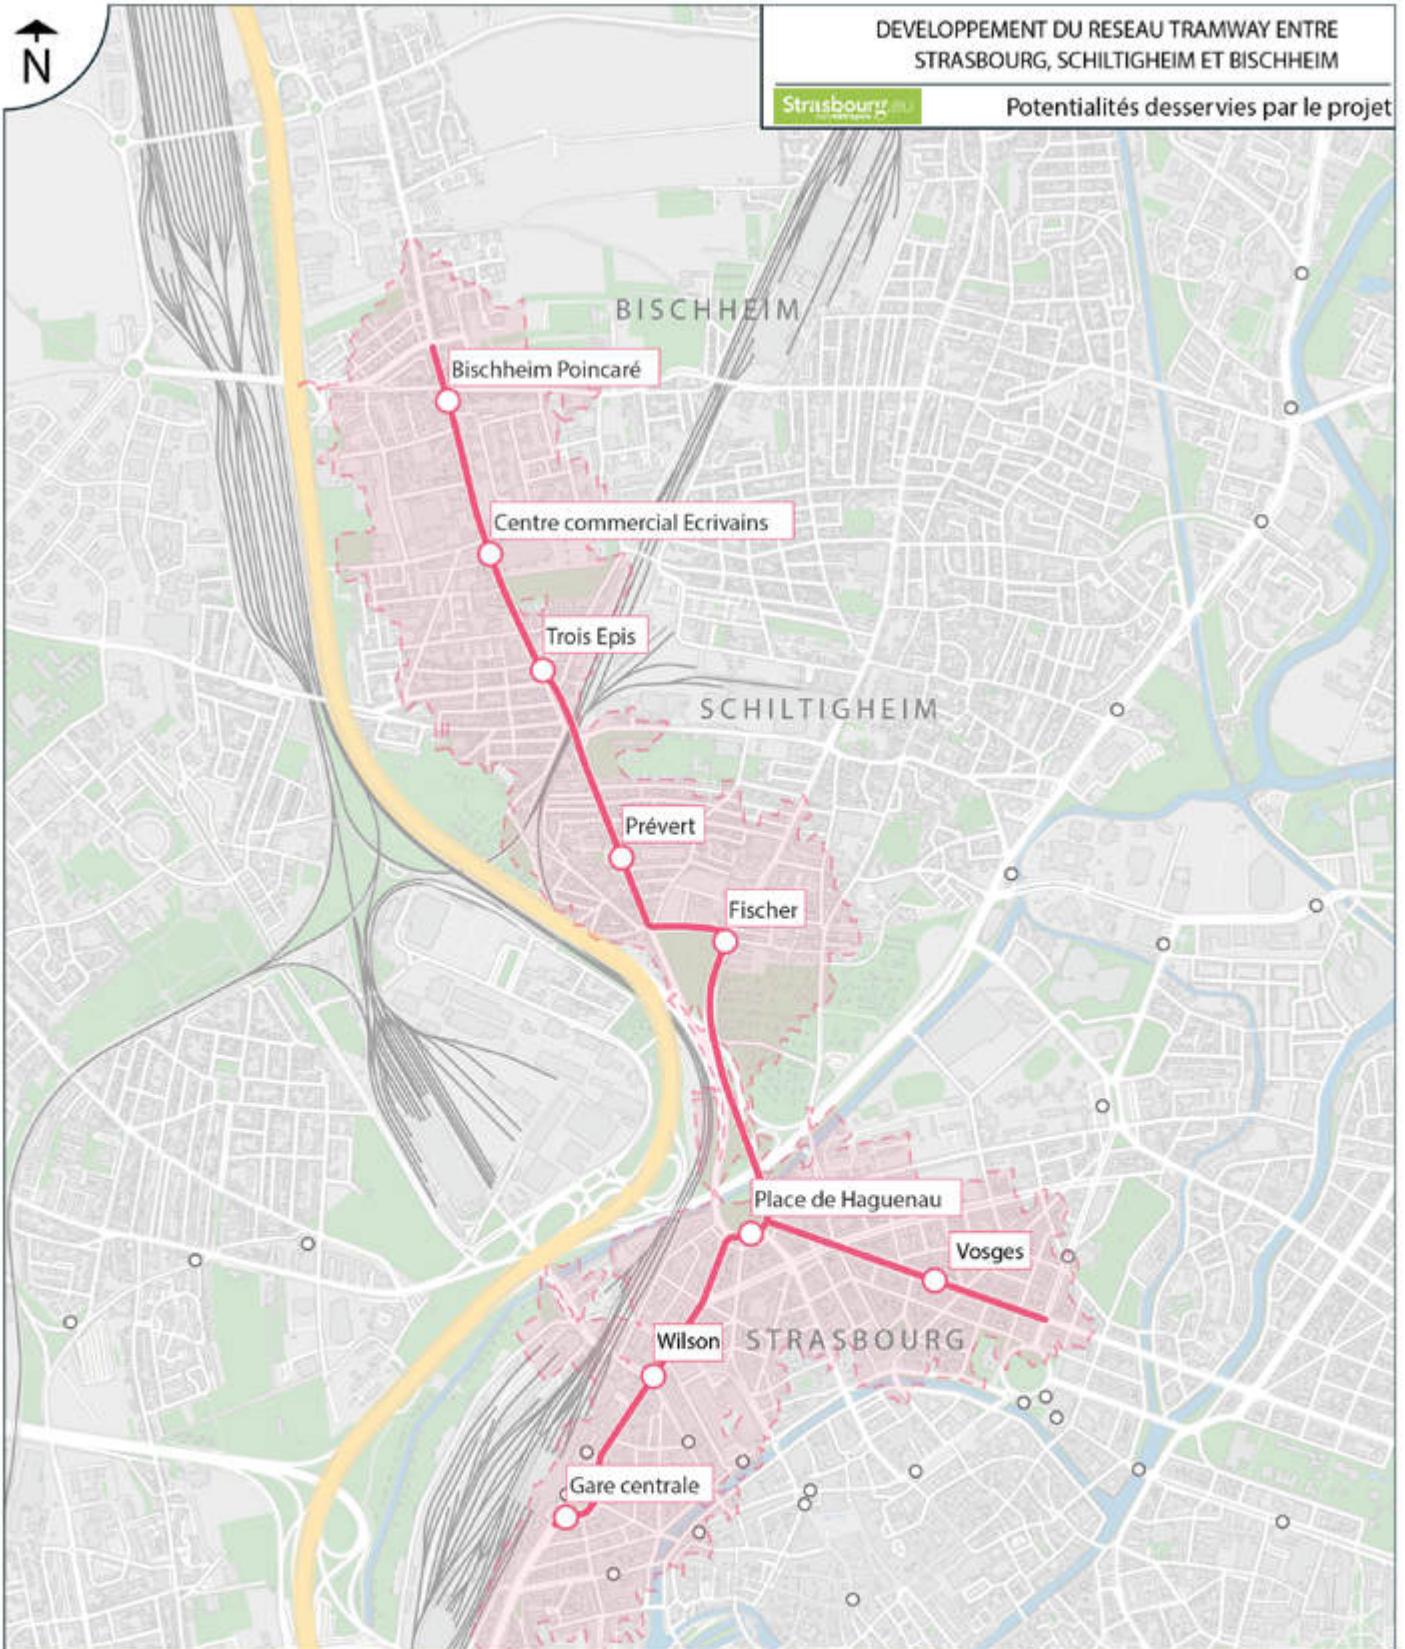 N
DEVELOPPEMENT DU RESEAU TRAMWAY ENTRE
STRASBOURG, SCHILTIGHEIM ET BISCHHEIM
Strasbourg.eu
Potentialités desservies par le projet
BISCHHEIM
Bischheim Poincaré
Centre commercial Ecrivains
Trois Epis
SCHILTIGHEIM
Prévert
Fischer
Place de Haguenau
Vosges
Wilson
STRASBOURG
Gare centrale